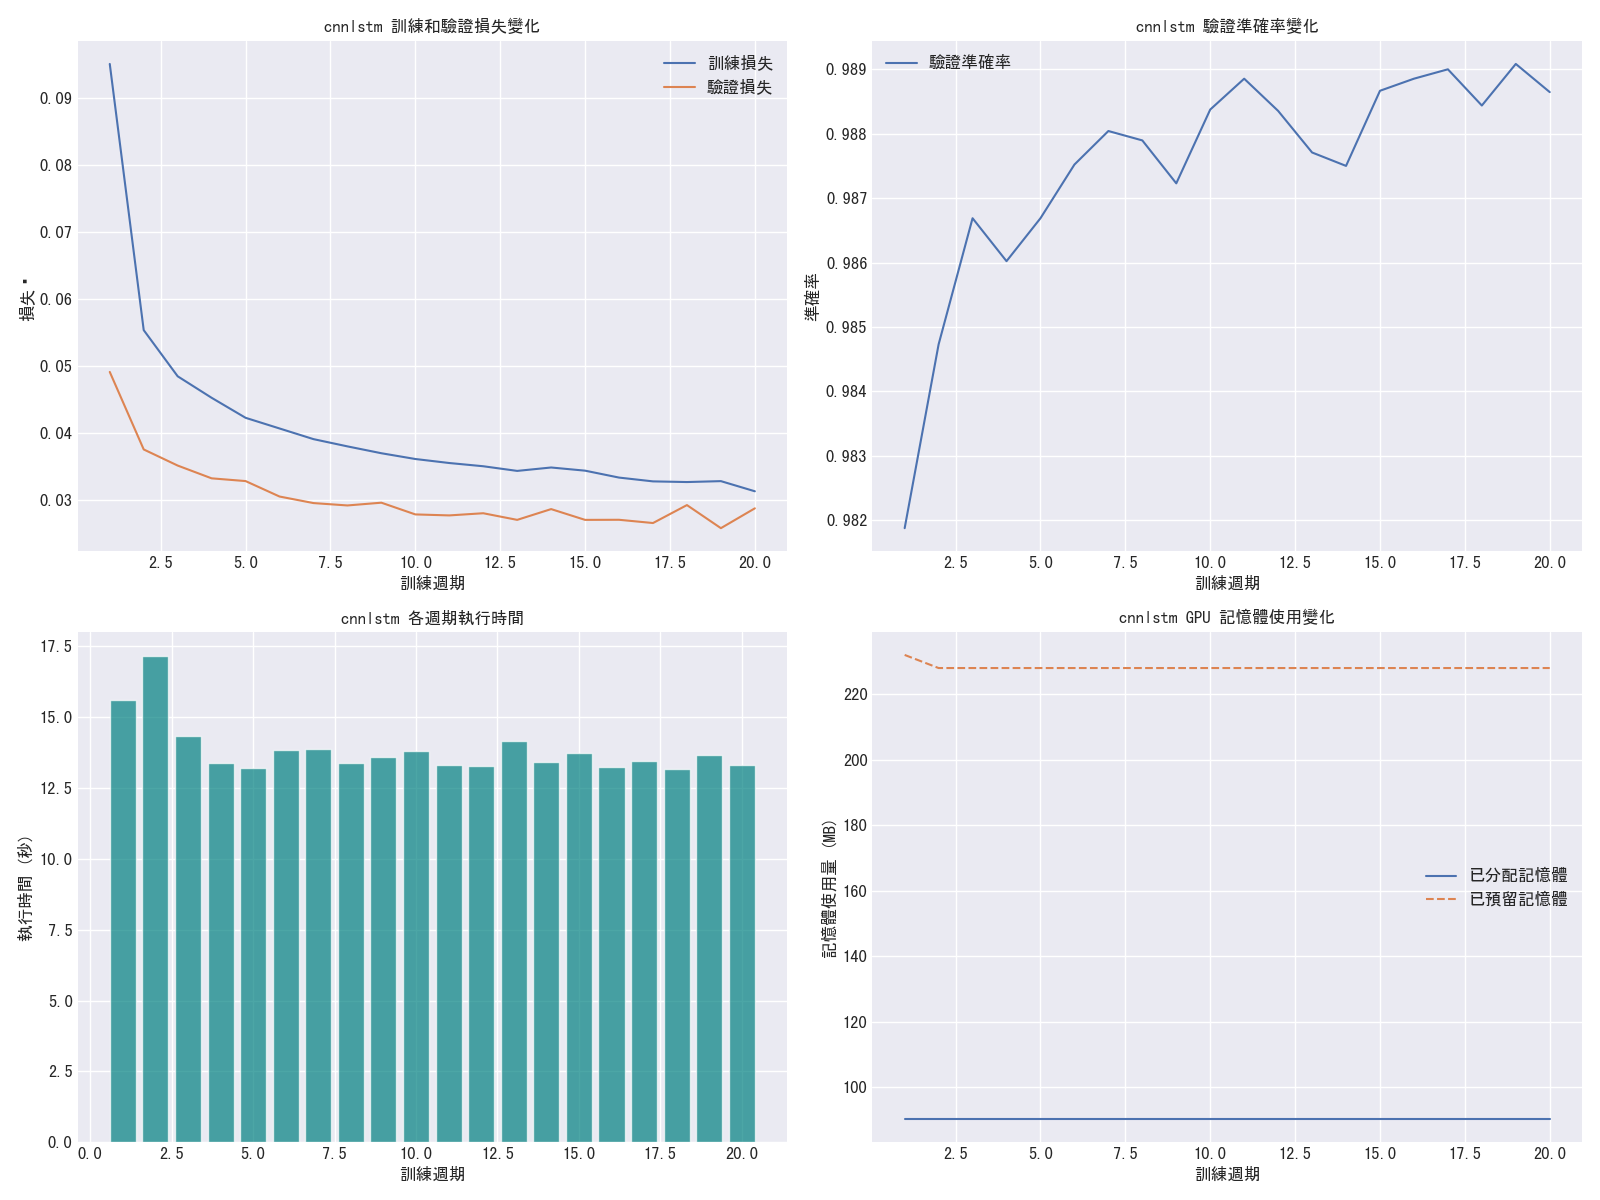 cnnlstm 訓練和驗證損失變化
訓練損失
驗證損失
0.09
0.08
0.07
0.06
0.05
0.04
0.03
損失
2.5 5.0 7.5 10.0 12.5 15.0 17.5 20.0
訓練週期
cnnlstm 驗證準確率變化
驗證準確率
0.989
0.988
0.987
0.986
0.985
0.984
0.983
0.982
準確率
2.5 5.0 7.5 10.0 12.5 15.0 17.5 20.0
訓練週期
cnnlstm 各週期執行時間
17.5
15.0
12.5
10.0
7.5
5.0
2.5
0.0
執行時間 (秒)
0.0 2.5 5.0 7.5 10.0 12.5 15.0 17.5 20.0
訓練週期
cnnlstm GPU 記憶體使用變化
220
200
180
160
140
120
100
記憶體使用量 (MB)
已分配記憶體
已預留記憶體
2.5 5.0 7.5 10.0 12.5 15.0 17.5 20.0
訓練週期